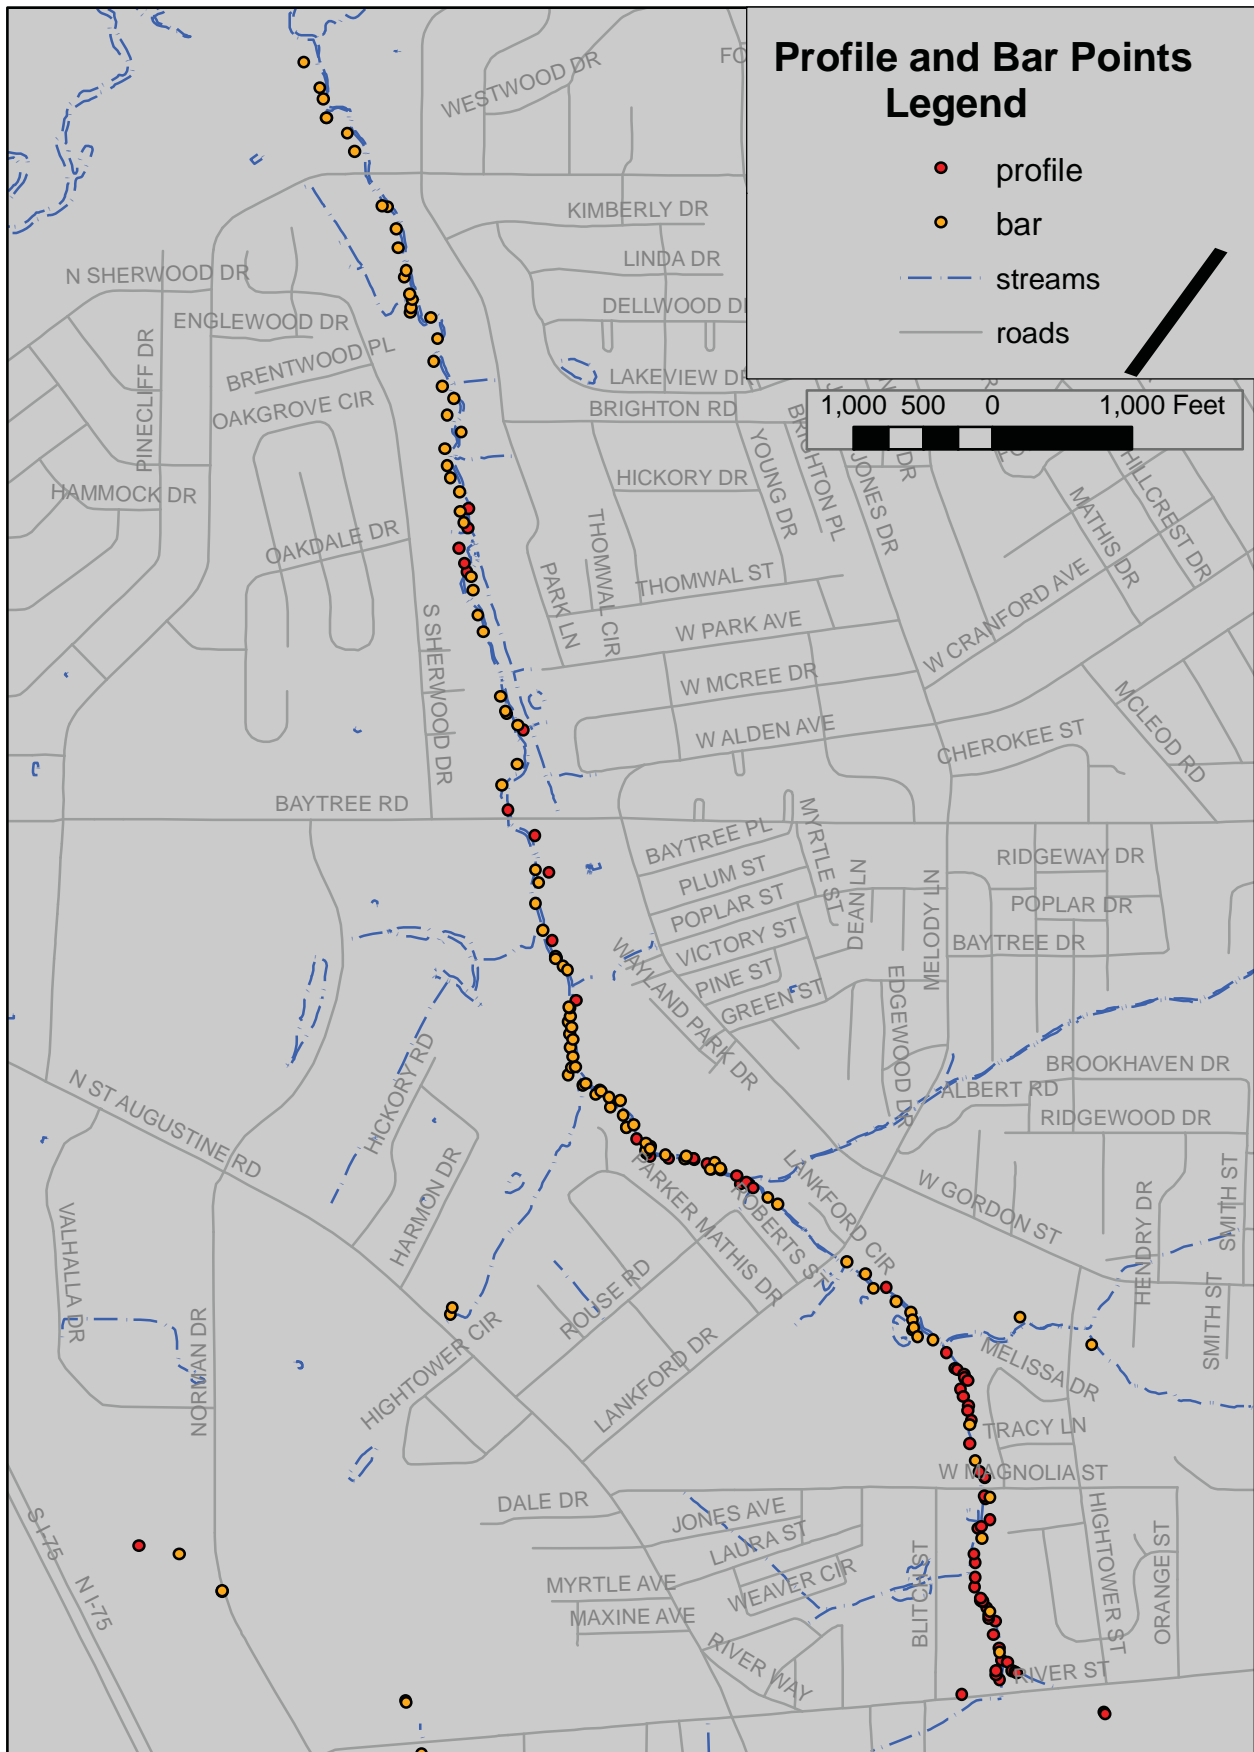 Profile and Bar Points
Legend
profile
bar
streams
roads
1,000 500 0 1,000 Feet
WESTWOOD DR
FO
KIMBERLY DR
N SHERWOOD DR
LINDA DR
DELLWOOD D
ENGLEWOOD DR
PINECLIFF DR
BRENTWOOD PL
LAKEVIEW DR
OAKGROVE CIR
BRIGHTON RD
BRIGHTON PL
YOUNG DR
JONES DR
DR
HICKORY DR
HILLCREST DR
MATHIS DR
HAMMOCK DR
OAKDALE DR
THOMWAL CIR
PARK LN
THOMWAL ST
W CRANFORD AVE
S SHERWOOD DR
W PARK AVE
W MCREE DR
MCLEOD RD
W ALDEN AVE
CHEROKEE ST
BAYTREE RD
BAYTREE PL
MYRTLE ST
RIDGEWAY DR
PLUM ST
DEAN LN
MELODY LN
POPLAR ST
POPLAR DR
VICTORY ST
BAYTREE DR
WAYLAND PARK DR
PINE ST
GREEN ST
EDGEWOOD DR
N ST AUGUSTINE RD
HICKORY RD
BROOKHAVEN DR
ALBERT RD
RIDGEWOOD DR
HARMON DR
PARKER MATHIS DR
ROBERTS ST
LANKFORD CIR
W GORDON ST
HENDRY DR
SMITH ST
SMITH ST
VALHALLA DR
NORMAN DR
ROUSE RD
HIGHTOWER CIR
LANKFORD DR
MELISSA DR
TRACY LN
W MAGNOLIA ST
DALE DR
JONES AVE
LAURA ST
S I-75
N I-75
MYRTLE AVE
WEAVER CIR
MAXINE AVE
BLITCH ST
HIGHTOWER ST
ORANGE ST
RIVER WAY
RIVER ST